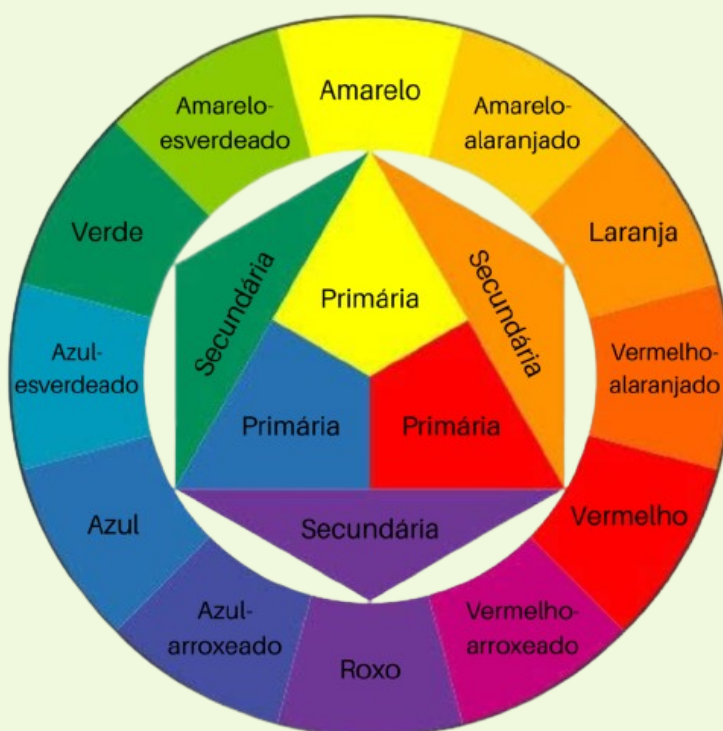 Amarelo
Amarelo-
esverdeado
Amarelo-
alaranjado
Verde
Laranja
Secundária
Secundária
Primária
Azul-
esverdeado
Vermelho-
alaranjado
Primária
Primária
Azul
Vermelho
Secundária
Azul-
arroxeado
Vermelho-
arroxeado
Roxo